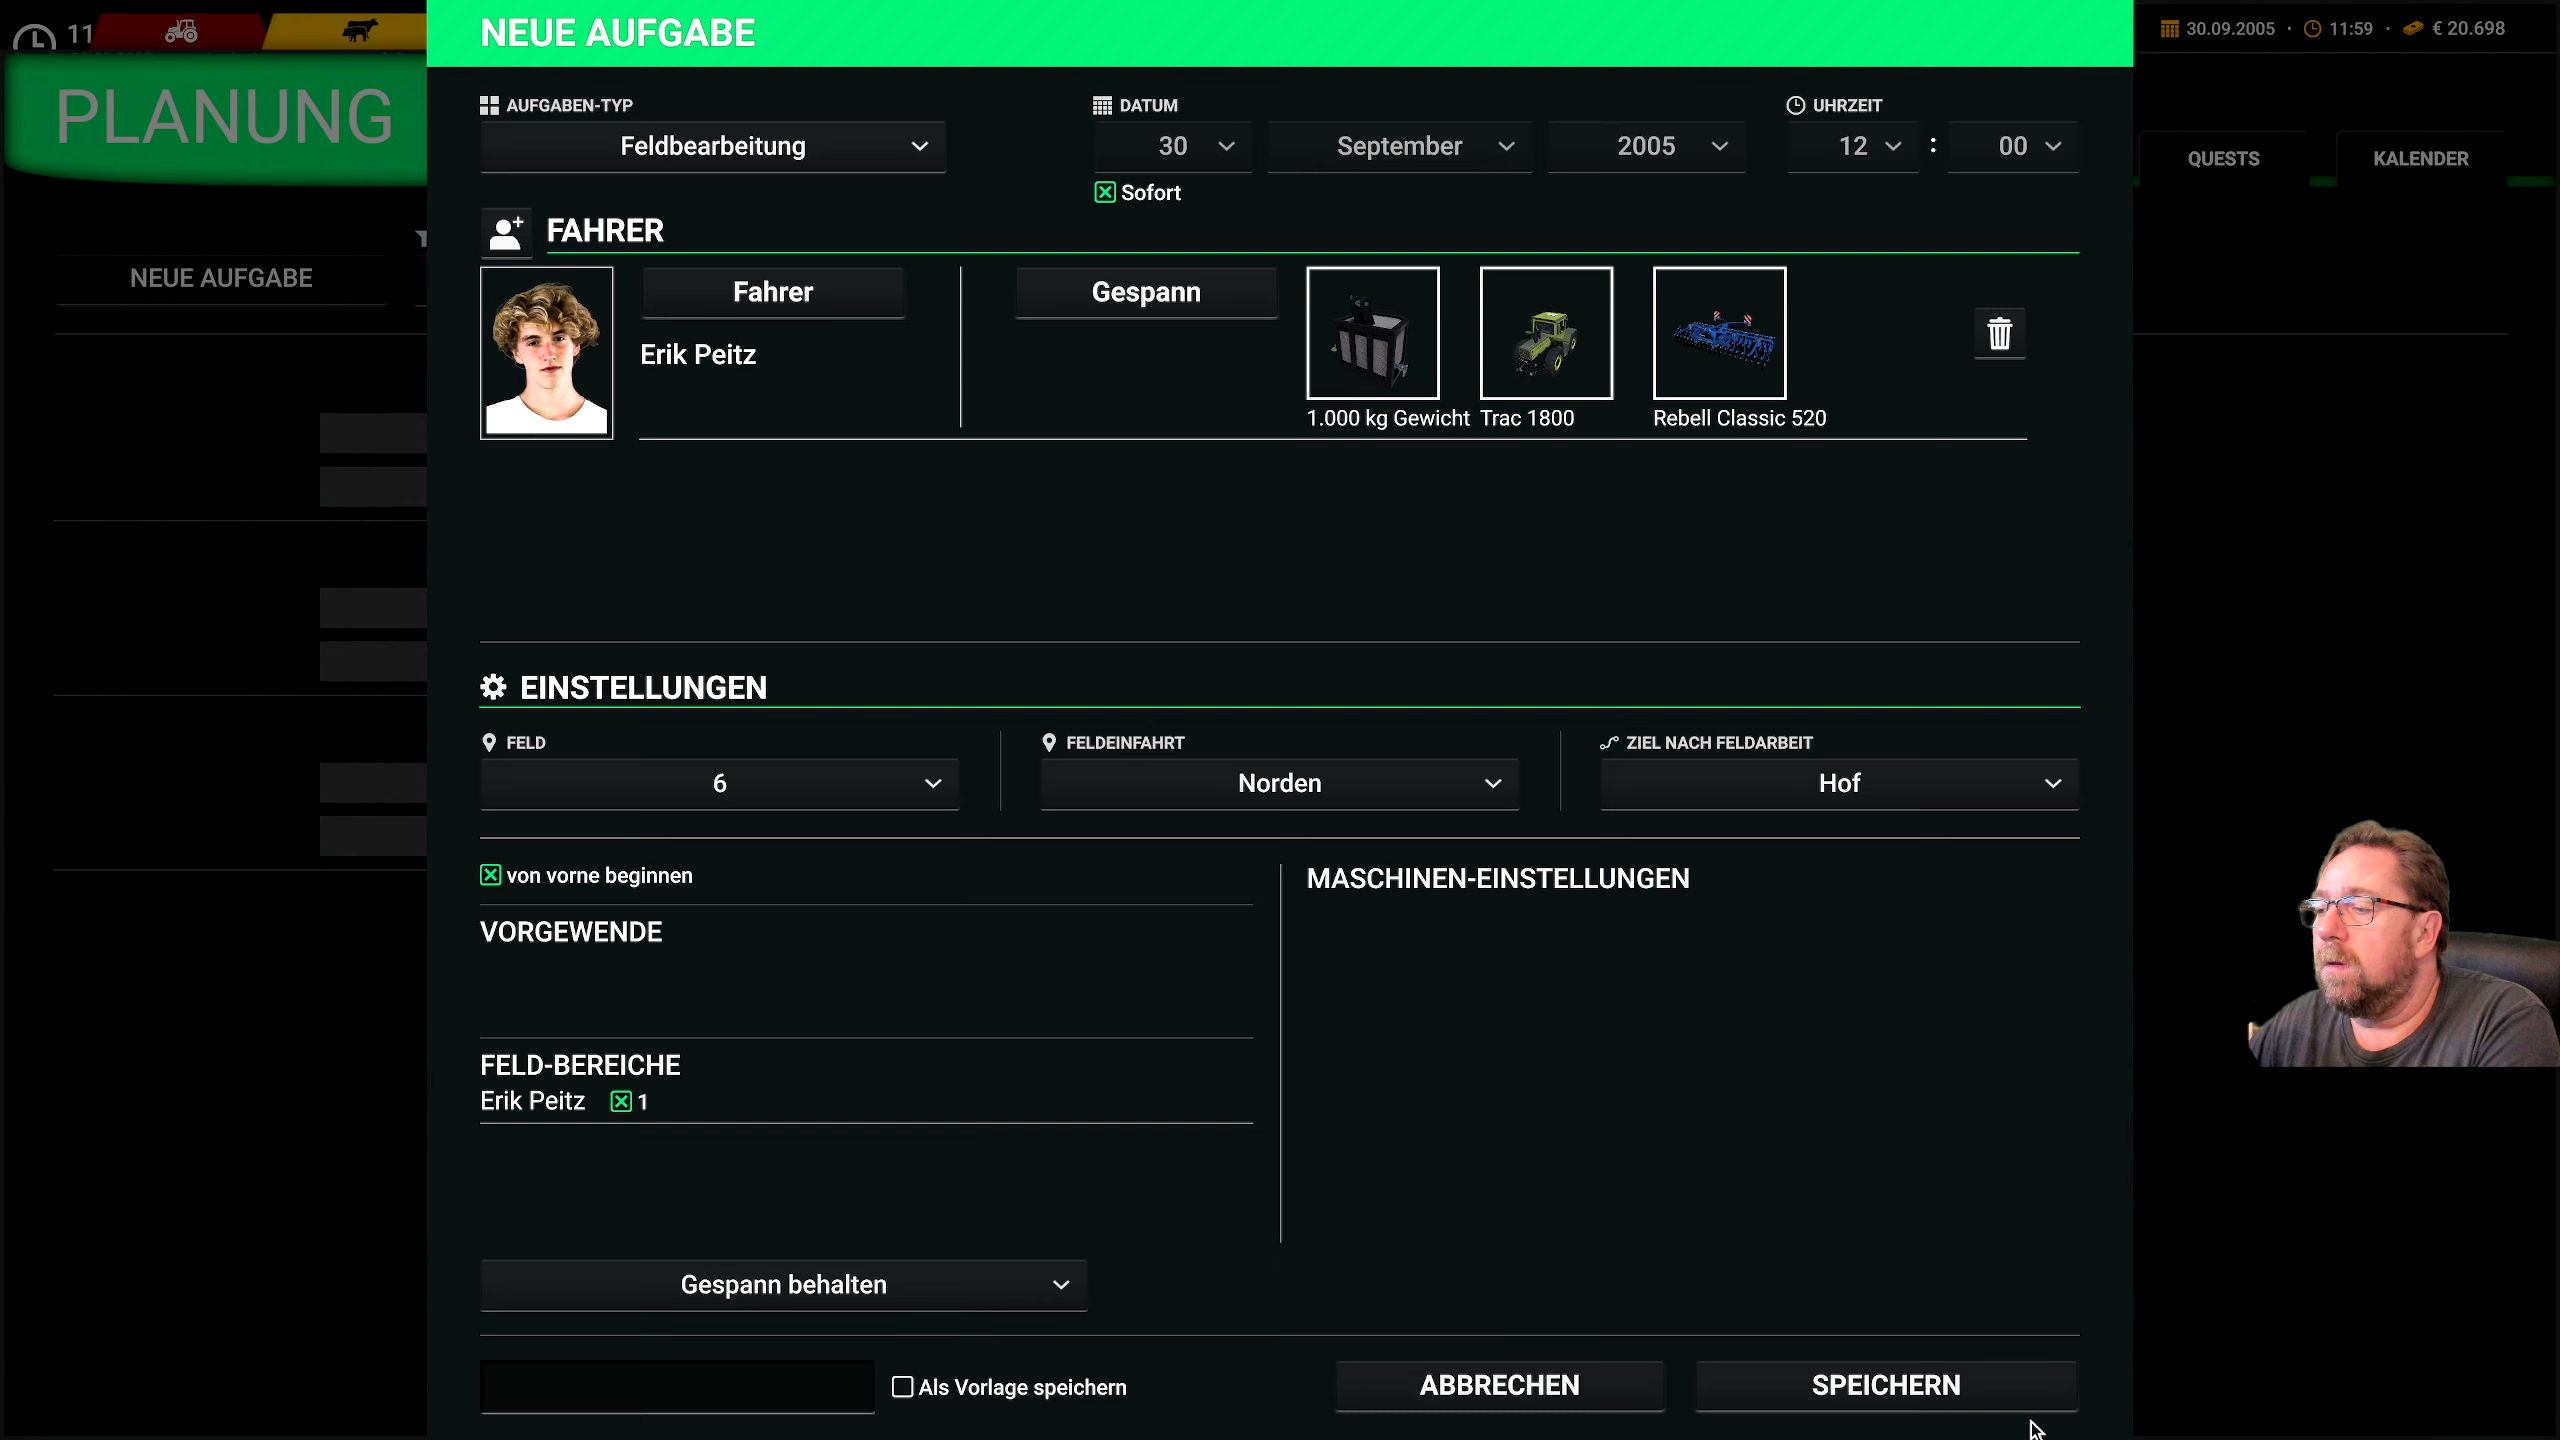 NEUE AUFGABE
11
30.09.2005 · 11:59 · € 20.698
PLANUNG
QUESTS
KALENDER
NEUE AUFGABE
AUFGABEN-TYP
Feldbearbeitung
DATUM
30 September 2005
Sofort
UHRZEIT
12 : 00
FAHRER
Fahrer
Erik Peitz
Gespann
1.000 kg Gewicht
Trac 1800
Rebell Classic 520
EINSTELLUNGEN
FELD
6
FELDEINFAHRT
Norden
ZIEL NACH FELDARBEIT
Hof
von vorne beginnen
VORGEWENDE
FELD-BEREICHE
Erik Peitz 1
MASCHINEN-EINSTELLUNGEN
Gespann behalten
Als Vorlage speichern
ABBRECHEN
SPEICHERN